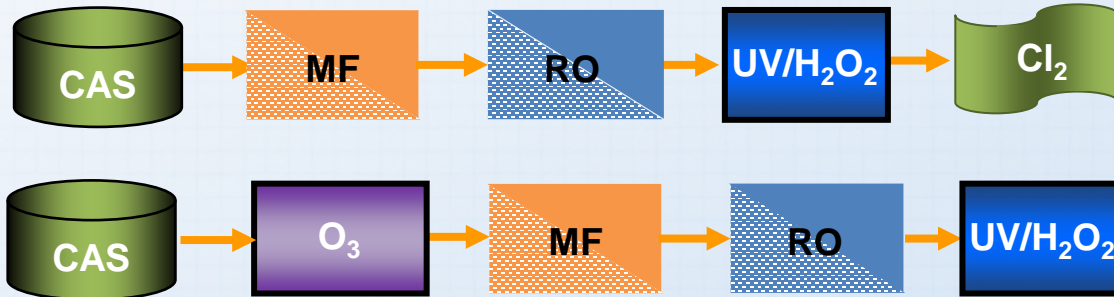 CAS MF RO UV/H₂O₂ Cl₂
CAS O₃ MF RO UV/H₂O₂